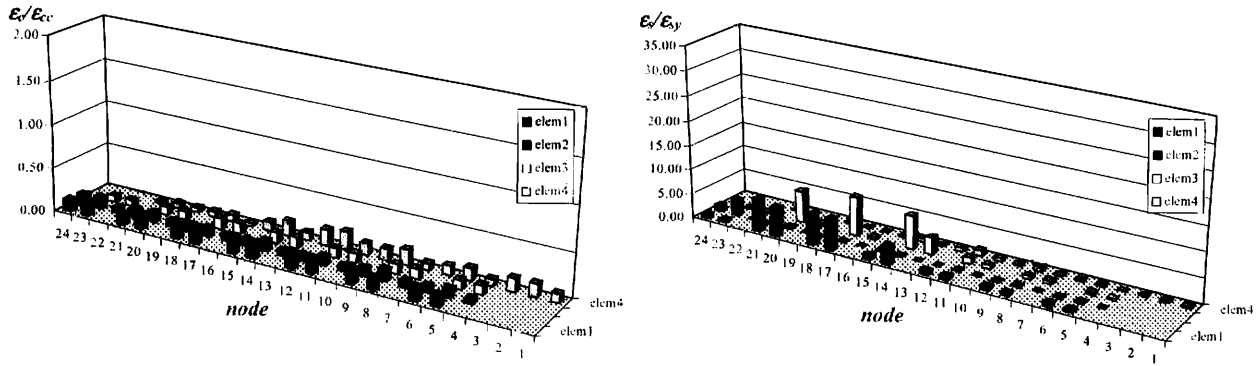 εc/εcc
2.00
1.50
1.00
0.50
0.00
24 23 22 21 20 19 18 17 16 15 14 13 12 11 10 9 8 7 6 5 4 3 2 1
node
elem1
elem2
elem3
elem4
elem4
elem1
εs/εsy
35.00
30.00
25.00
20.00
15.00
10.00
5.00
0.00
24 23 22 21 20 19 18 17 16 15 14 13 12 11 10 9 8 7 6 5 4 3 2 1
node
elem1
elem2
elem3
elem4
elem4
elem1